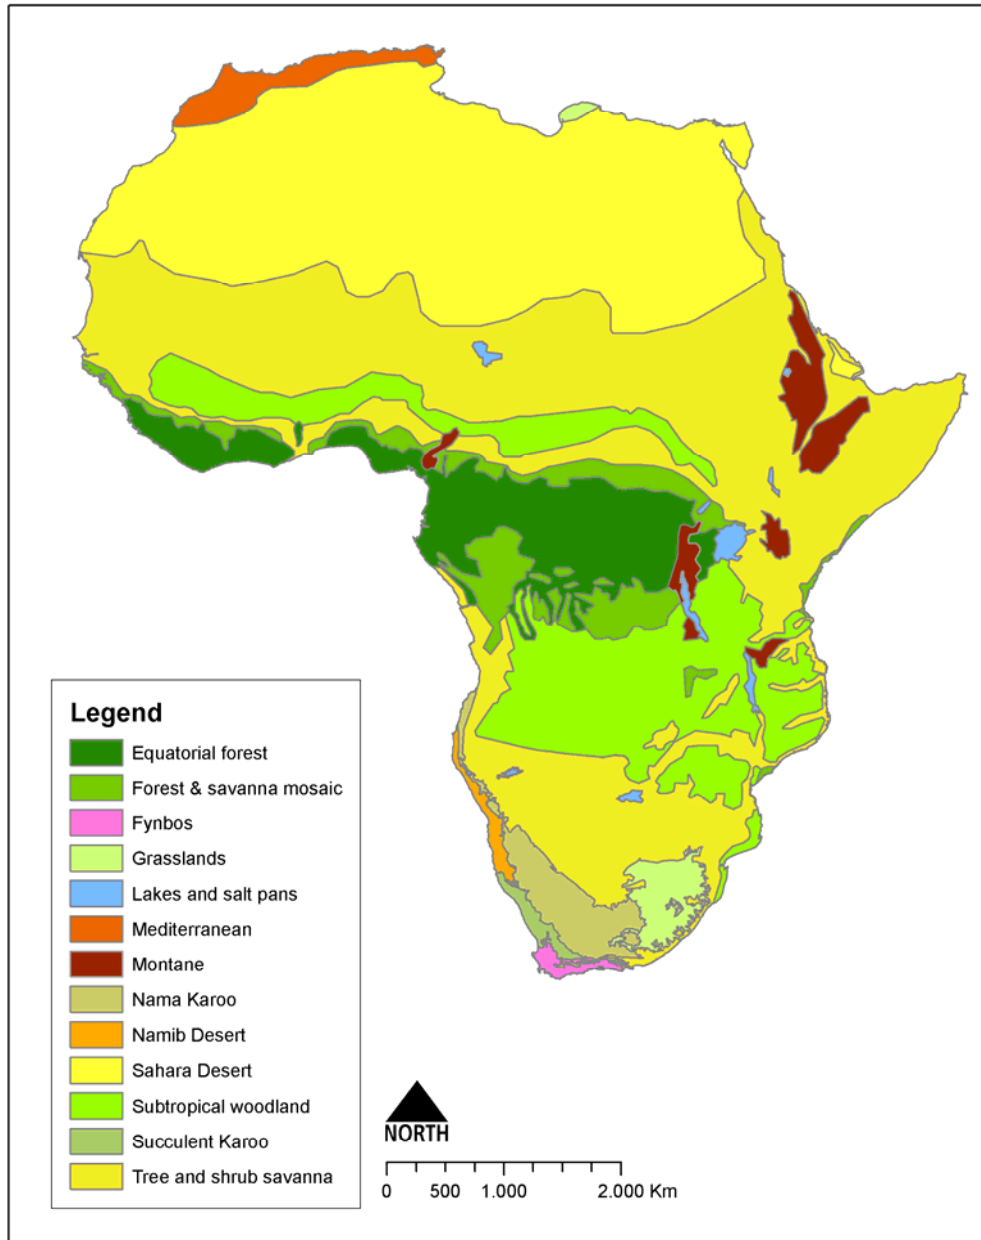 Legend
Equatorial forest
Forest & savanna mosaic
Fynbos
Grasslands
Lakes and salt pans
Mediterranean
Montane
Nama Karoo
Namib Desert
Sahara Desert
Subtropical woodland
Succulent Karoo
Tree and shrub savanna
NORTH
0 500 1.000 2.000 Km